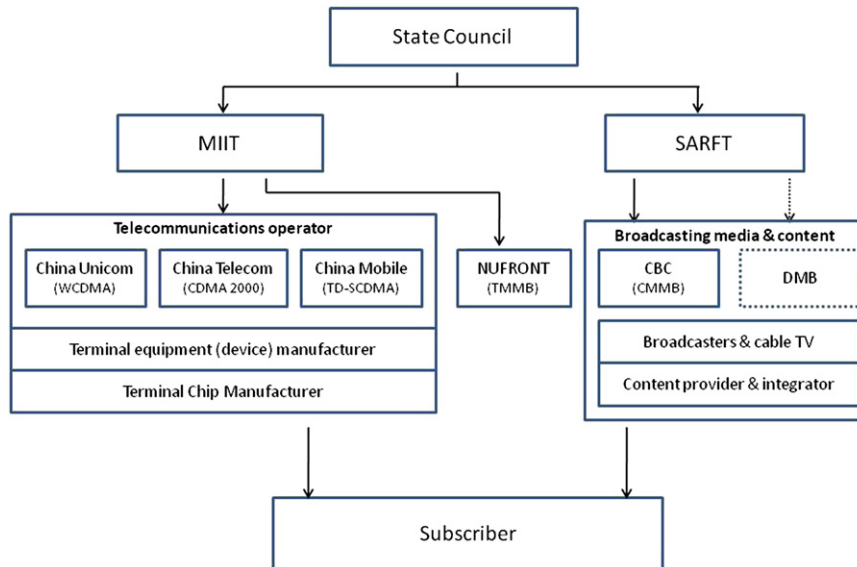 State Council
MIIT
SARFT
Telecommunications operator
China Unicom
(WCDMA)
China Telecom
(CDMA 2000)
China Mobile
(TD-SCDMA)
Terminal equipment (device) manufacturer
Terminal Chip Manufacturer
NUFRONT
(TMMB)
Broadcasting media & content
CBC
(CMMB)
DMB
Broadcasters & cable TV
Content provider & integrator
Subscriber